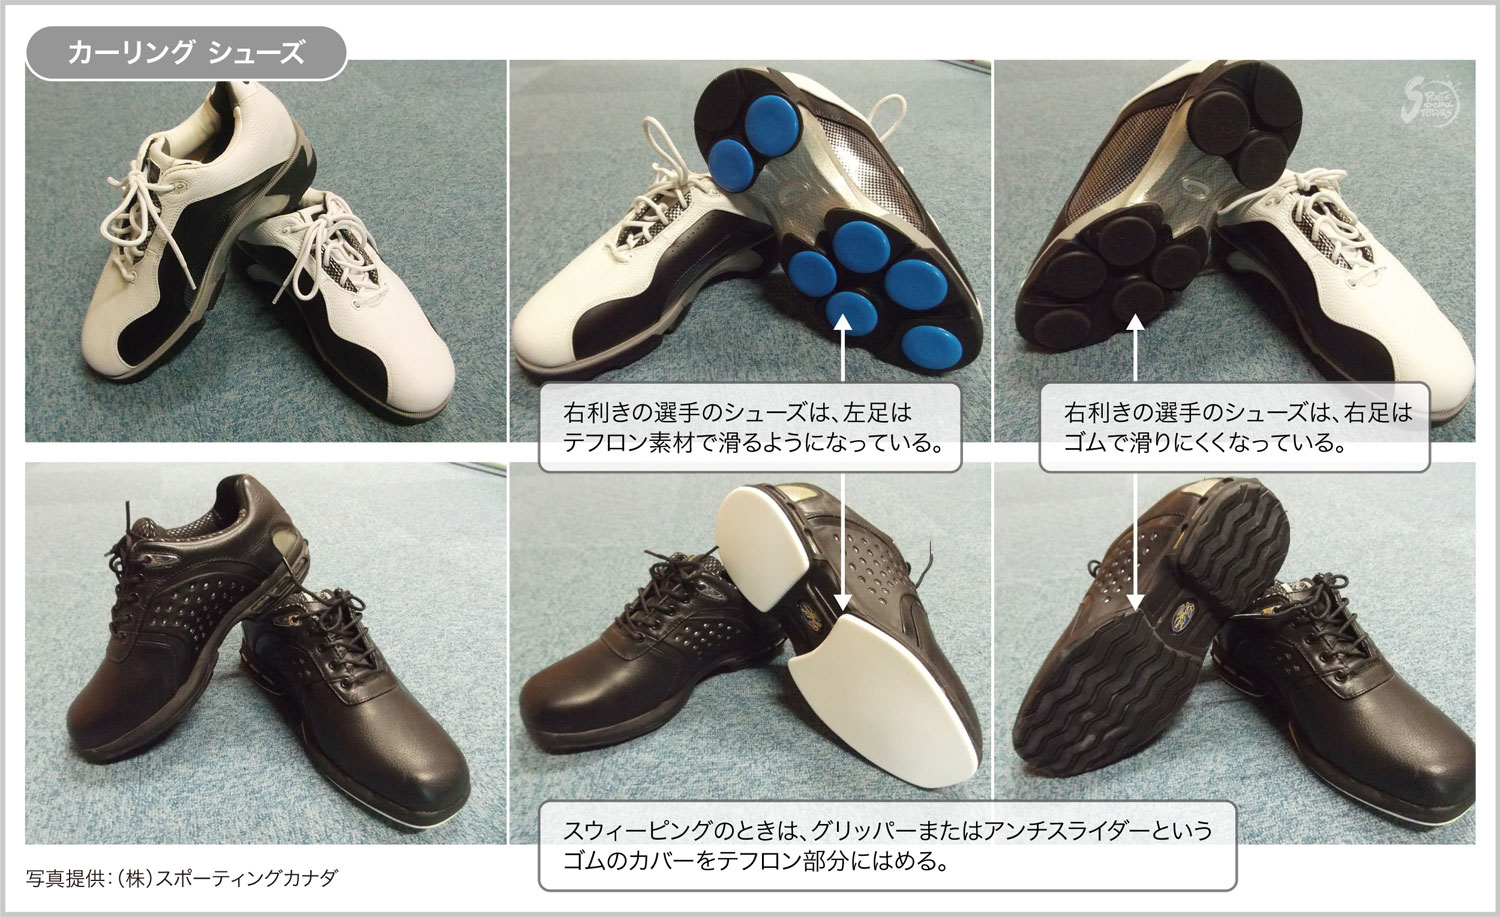 カーリング シューズ
SPORTS
右利きの選手のシューズは、左足は
テフロン素材で滑るようになっている。
右利きの選手のシューズは、右足は
ゴムで滑りにくくなっている。
スウィーピングのときは、グリッパーまたはアンチスライダーという
ゴムのカバーをテフロン部分にはめる。
写真提供：（株）スポーティングカナダ